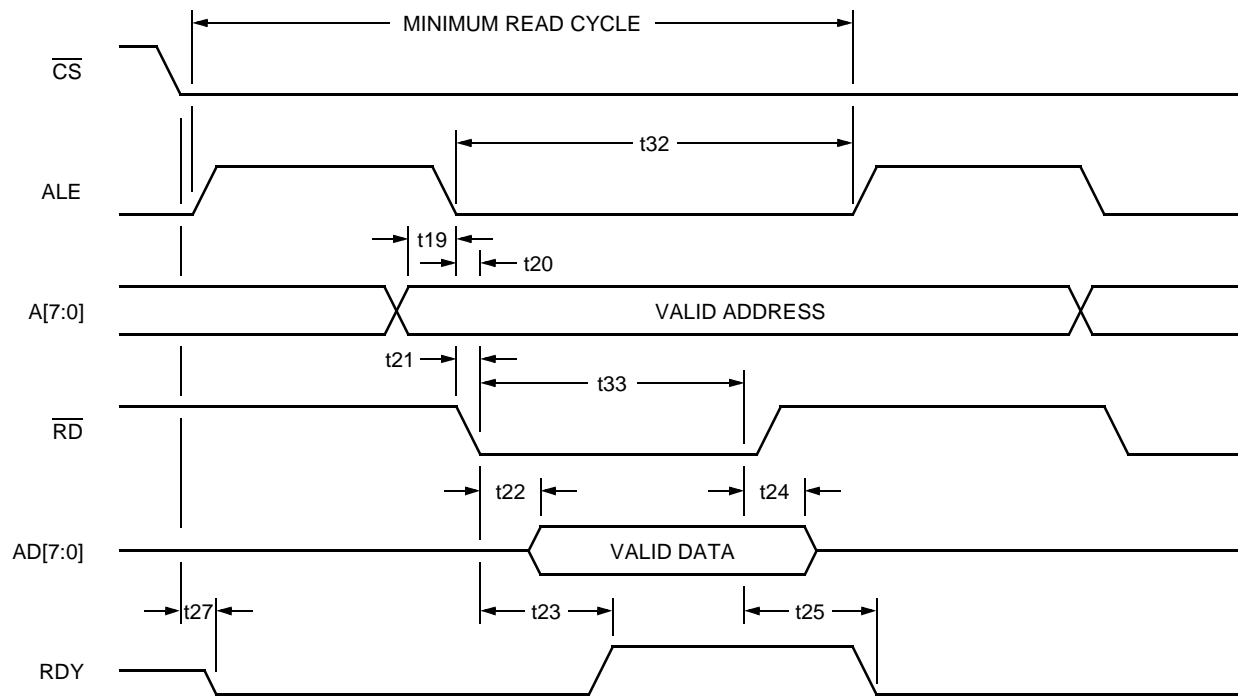 MINIMUM READ CYCLE
CS
t32
ALE
t19
t20
A[7:0]
VALID ADDRESS
t21
t33
RD
t22
t24
AD[7:0]
VALID DATA
t27
t23
t25
RDY